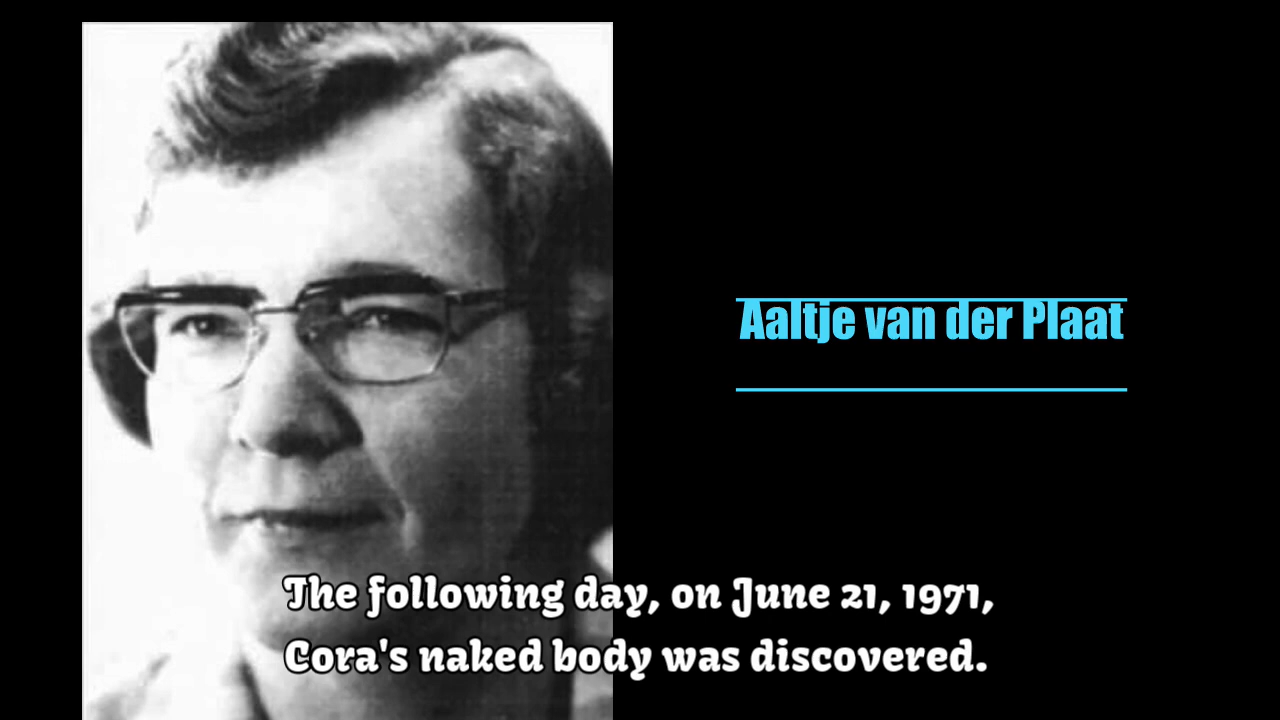 Aaltje van der Plaat
The following day, on June 21, 1971,
Cora's naked body was discovered.